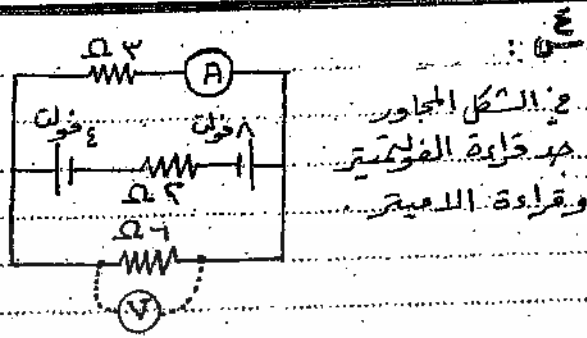 س٤ :
في الشكل المجاور
جد قراءة الفولتميتر
وقراءة الاميتر.
٣ Ω
A
٤ فولت
٨ فولت
٢ Ω
٦ Ω
V